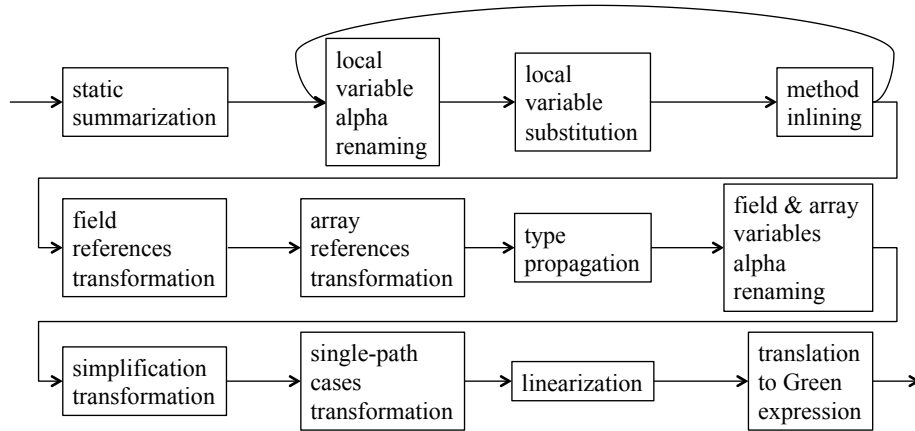 static
summarization
local
variable
alpha
renaming
local
variable
substitution
method
inlining
field
references
transformation
array
references
transformation
type
propagation
field & array
variables
alpha
renaming
simplification
transformation
single-path
cases
transformation
linearization
translation
to Green
expression